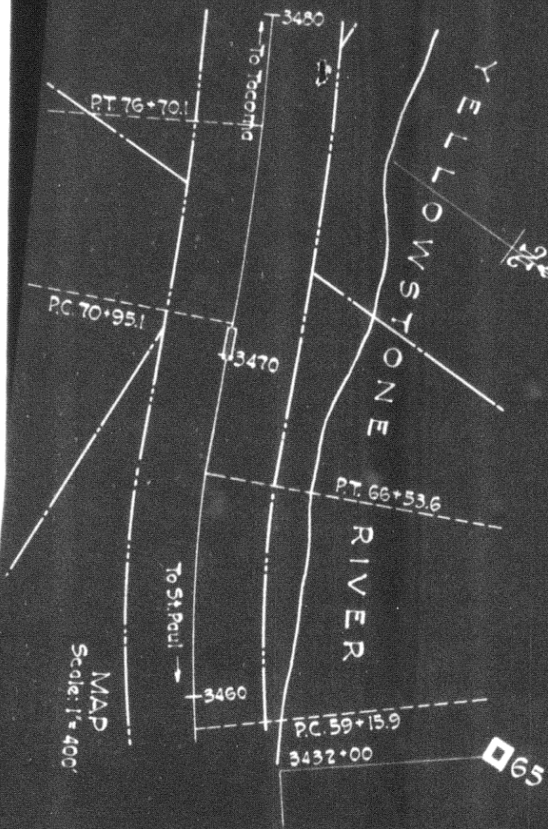 3480
To Tacoma
P.T. 76+70.1
YELLOWSTONE RIVER
22
P.C. 70+95.1
3470
P.T. 66+53.6
To St. Paul
3460
P.C. 59+15.9
3432+00
65
MAP
Scale: 1"= 400'